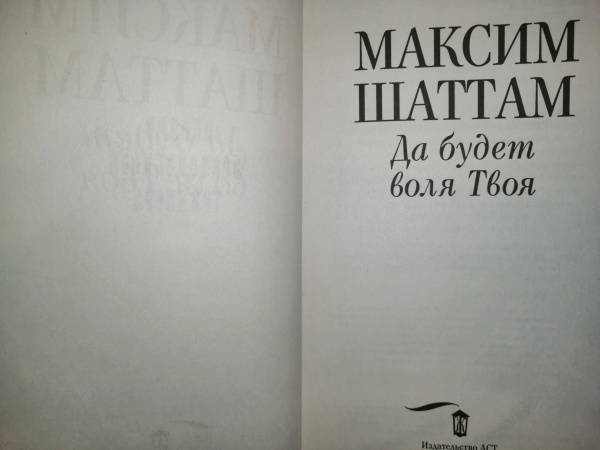 МАКСИМ
ШАТТАМ
Да будет
воля Твоя
Издательство АСТ